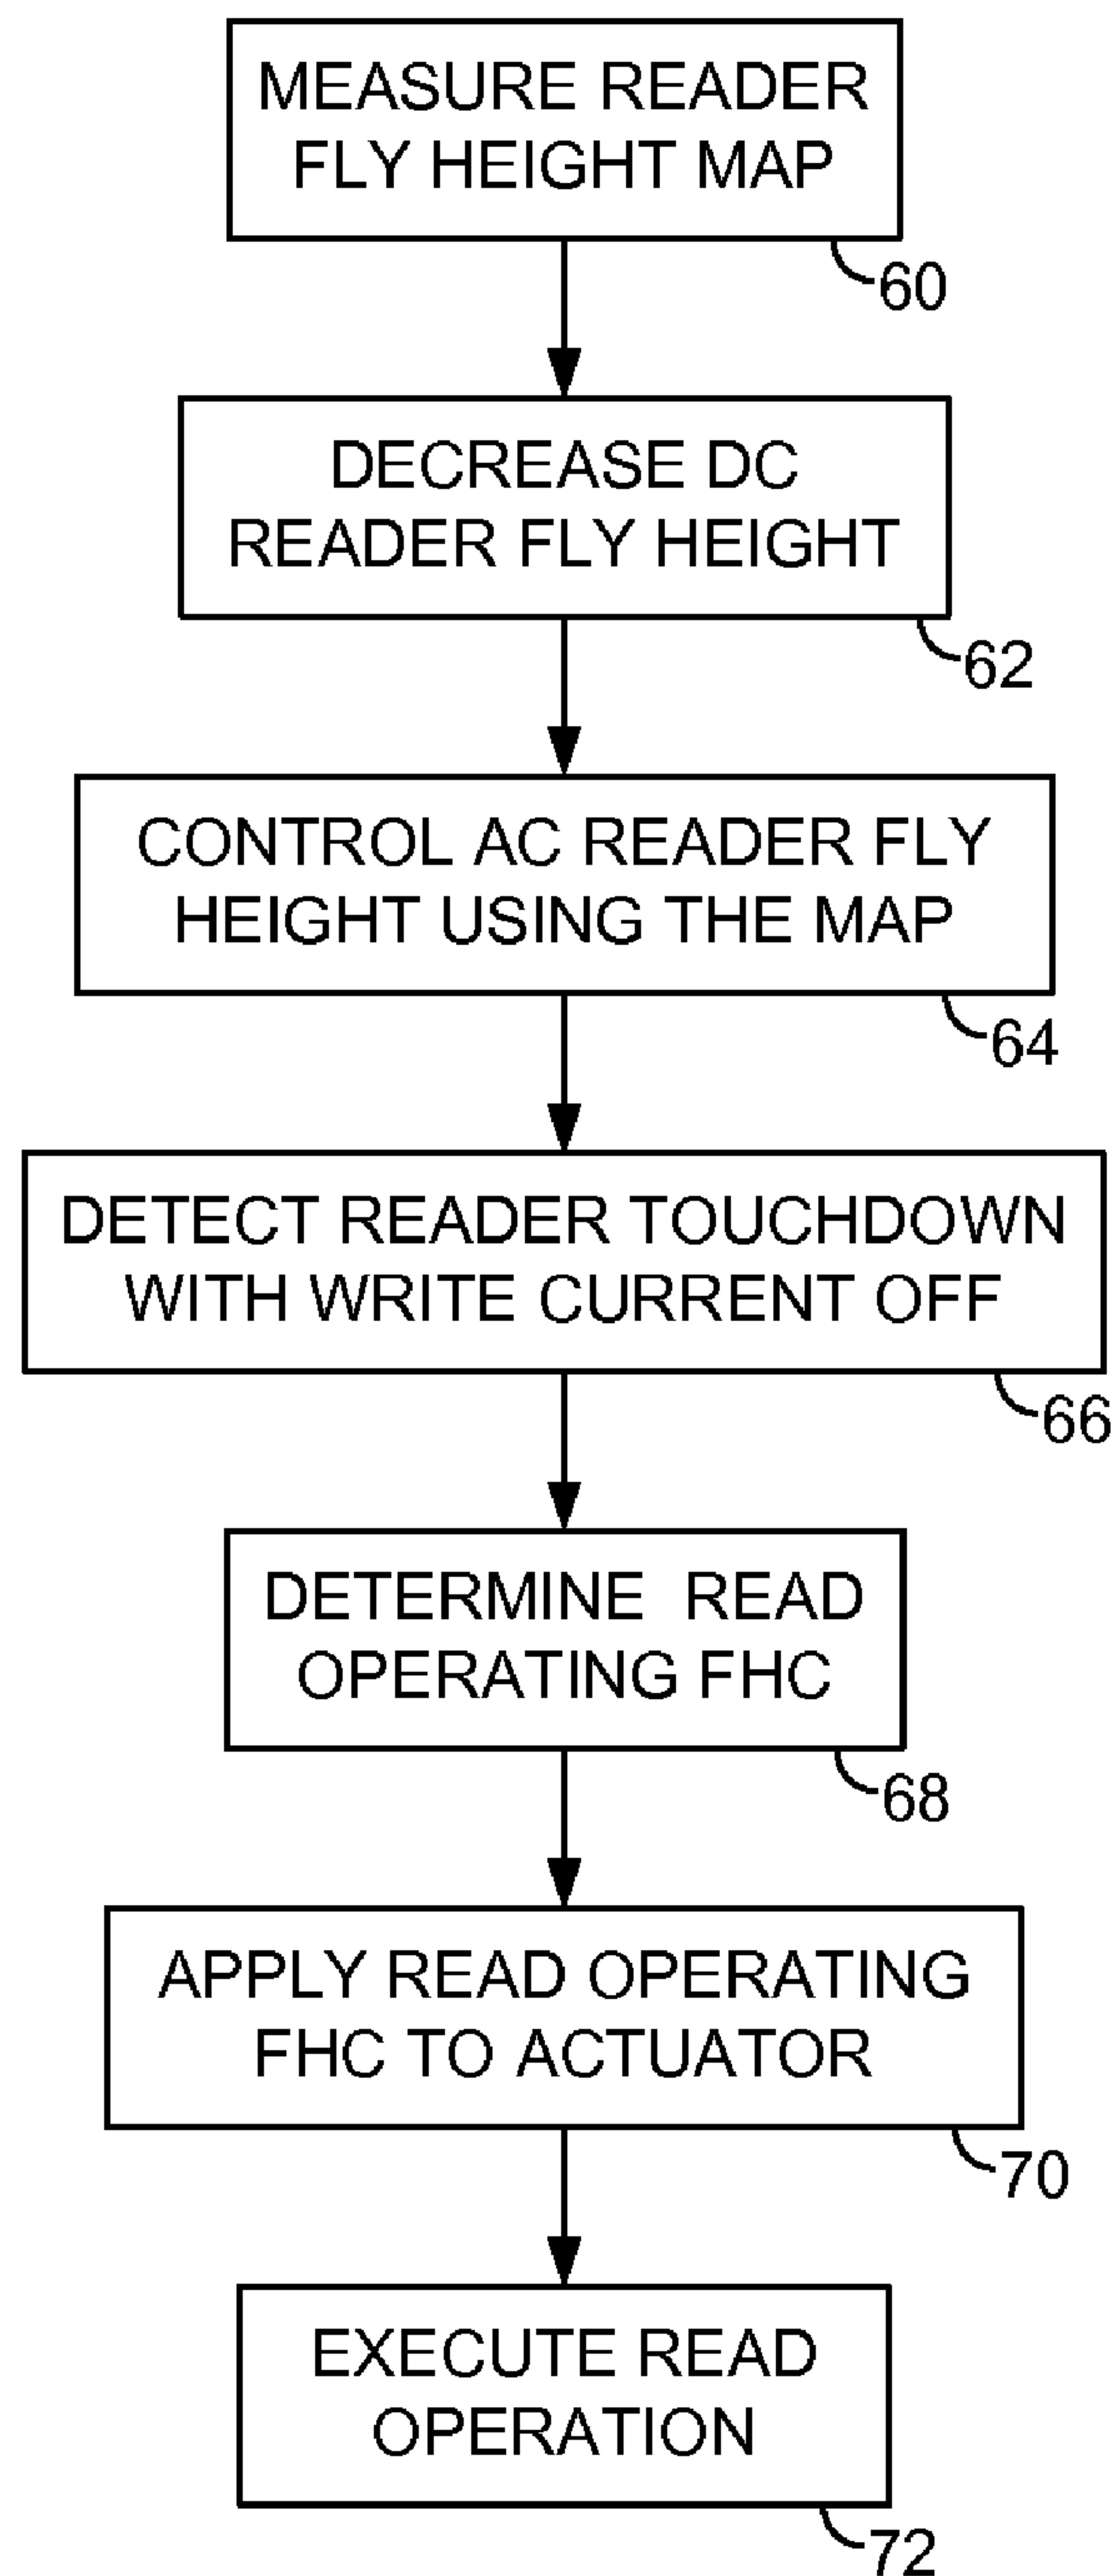 MEASURE READER
FLY HEIGHT MAP
60
DECREASE DC
READER FLY HEIGHT
62
CONTROL AC READER FLY
HEIGHT USING THE MAP
64
DETECT READER TOUCHDOWN
WITH WRITE CURRENT OFF
66
DETERMINE READ
OPERATING FHC
68
APPLY READ OPERATING
FHC TO ACTUATOR
70
EXECUTE READ
OPERATION
72